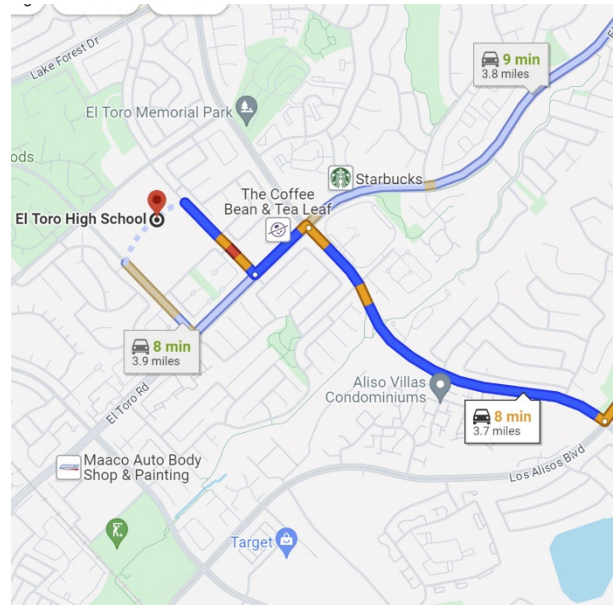 Lake Forest Dr
9 min
3.8 miles
El Toro Memorial Park
ods
Starbucks
The Coffee
Bean & Tea Leaf
El Toro High School
8 min
3.9 miles
El Toro Rd
Aliso Villas
Condominiums
8 min
3.7 miles
Los Alisos Blvd
Maaco Auto Body
Shop & Painting
Target